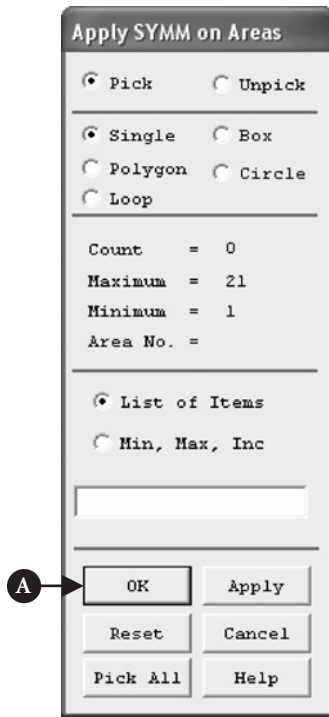 Apply SYMM on Areas
Pick Unpick
Single Box
Polygon Circle
Loop
Count = 0
Maximum = 21
Minimum = 1
Area No. =
List of Items
Min, Max, Inc
A OK Apply
Reset Cancel
Pick All Help